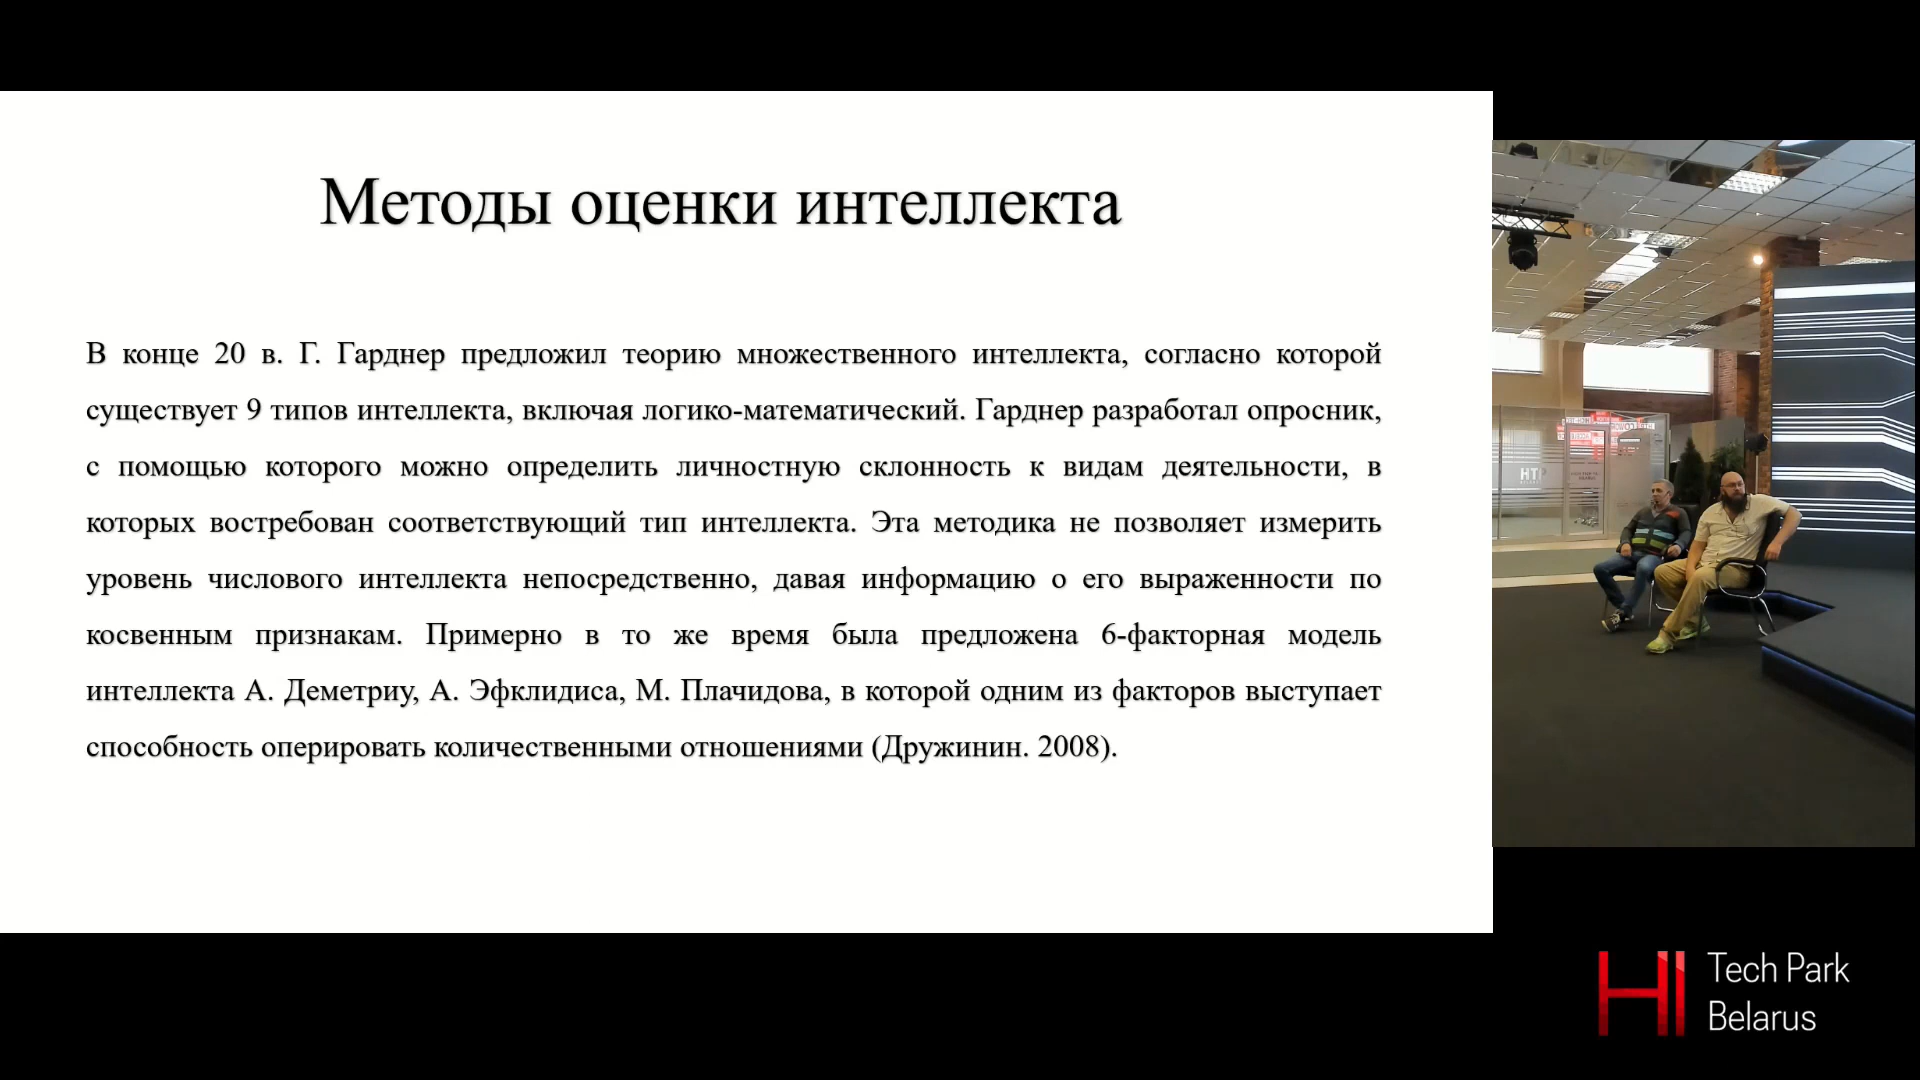 Методы оценки интеллекта
В конце 20 в. Г. Гарднер предложил теорию множественного интеллекта, согласно которой
существует 9 типов интеллекта, включая логико-математический. Гарднер разработал опросник,
с помощью которого можно определить личностную склонность к видам деятельности, в
которых востребован соответствующий тип интеллекта. Эта методика не позволяет измерить
уровень числового интеллекта непосредственно, давая информацию о его выраженности по
косвенным признакам. Примерно в то же время была предложена 6-факторная модель
интеллекта А. Деметриу, А. Эфклидиса, М. Плачидова, в которой одним из факторов выступает
способность оперировать количественными отношениями (Дружинин. 2008).
HI Tech Park
Belarus